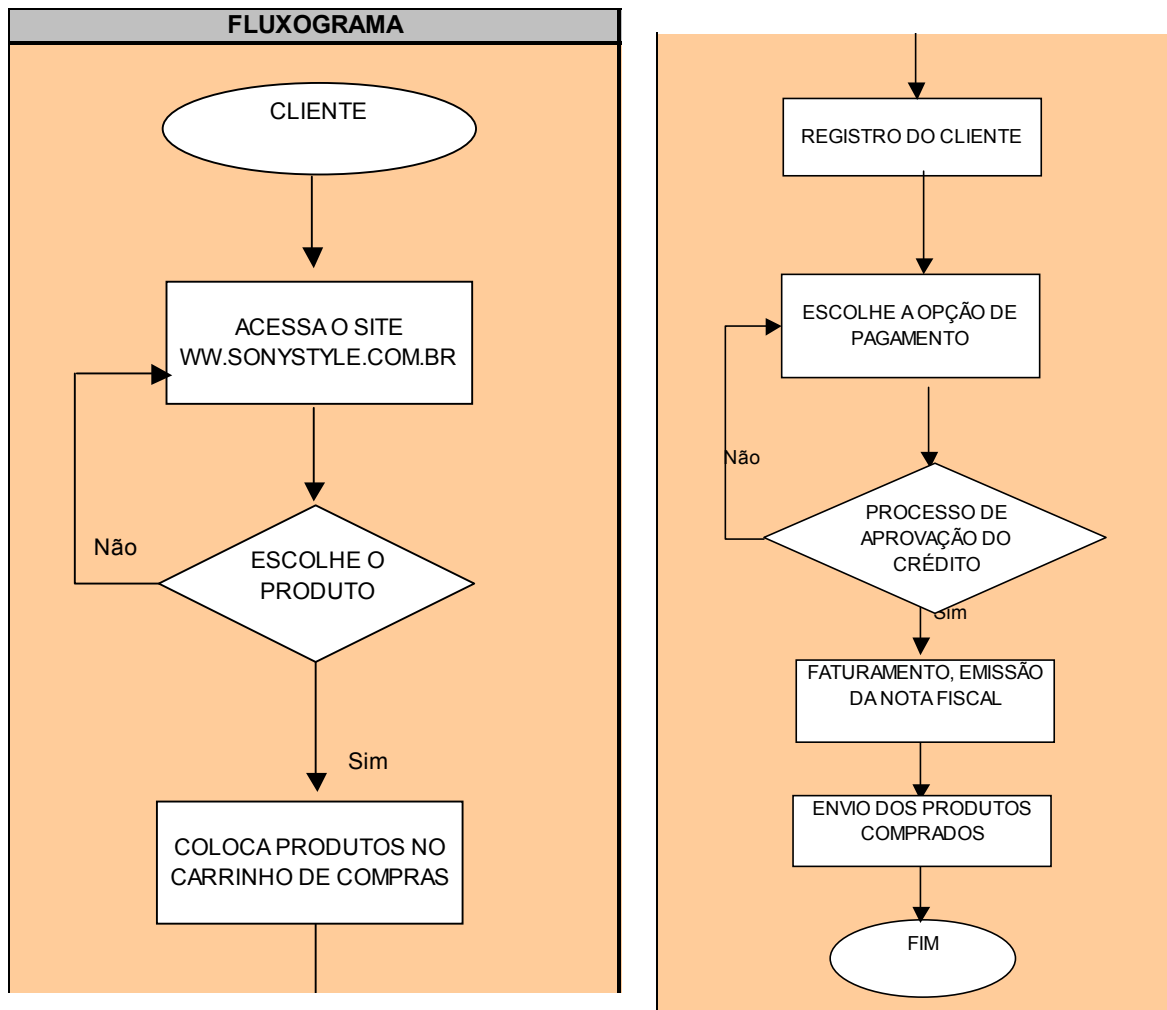 FLUXOGRAMA
CLIENTE
ACESSA O SITE
WW.SONYSTYLE.COM.BR
Não
ESCOLHE O
PRODUTO
Sim
COLOCA PRODUTOS NO
CARRINHO DE COMPRAS
REGISTRO DO CLIENTE
ESCOLHE A OPÇÃO DE
PAGAMENTO
Não
PROCESSO DE
APROVAÇÃO DO
CRÉDITO
Sim
FATURAMENTO, EMISSÃO
DA NOTA FISCAL
ENVIO DOS PRODUTOS
COMPRADOS
FIM